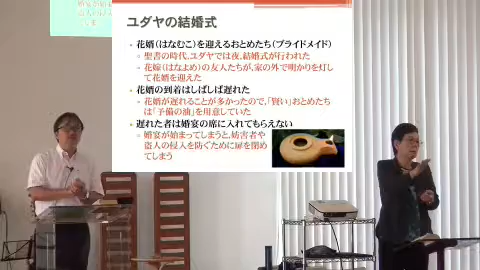 ユダヤの結婚式
• 花婿（はなむこ）を迎えるおとめたち（ブライドメイド）
▫ 聖書の時代、ユダヤでは夜、結婚式が行われた
▫ 花嫁（はなよめ）の友人たちが、家の外で明かりを灯し
て花婿を迎えた
• 花婿の到着はしばしば遅れた
▫ 花婿が遅れることが多かったので、「賢い」おとめたち
は「予備の油」を用意していた
• 遅れた者は婚宴の席に入れてもらえない
▫ 婚宴が始まってしまうと、妨害者や
盗人の侵入を防ぐために扉を閉め
てしまう